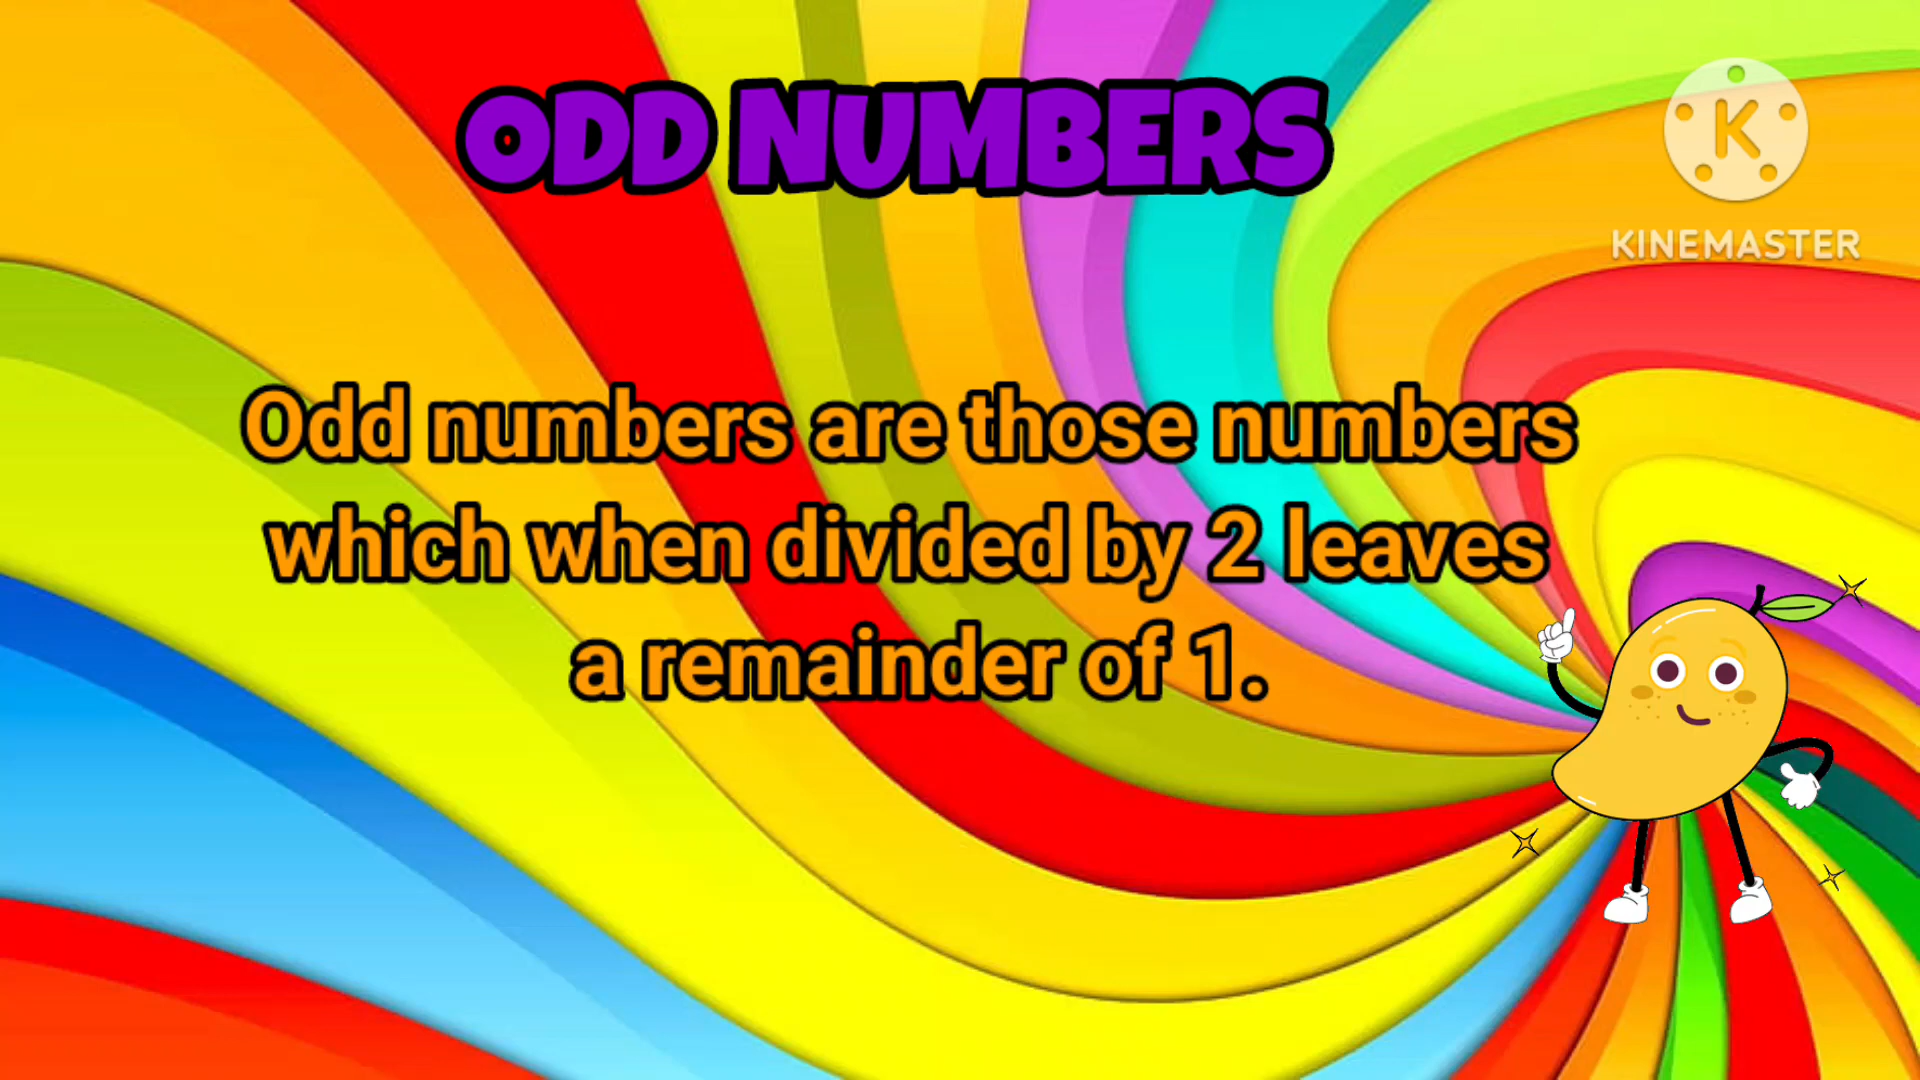 ODD NUMBERS
K
KINEMASTER
Odd numbers are those numbers
which when divided by 2 leaves
a remainder of 1.